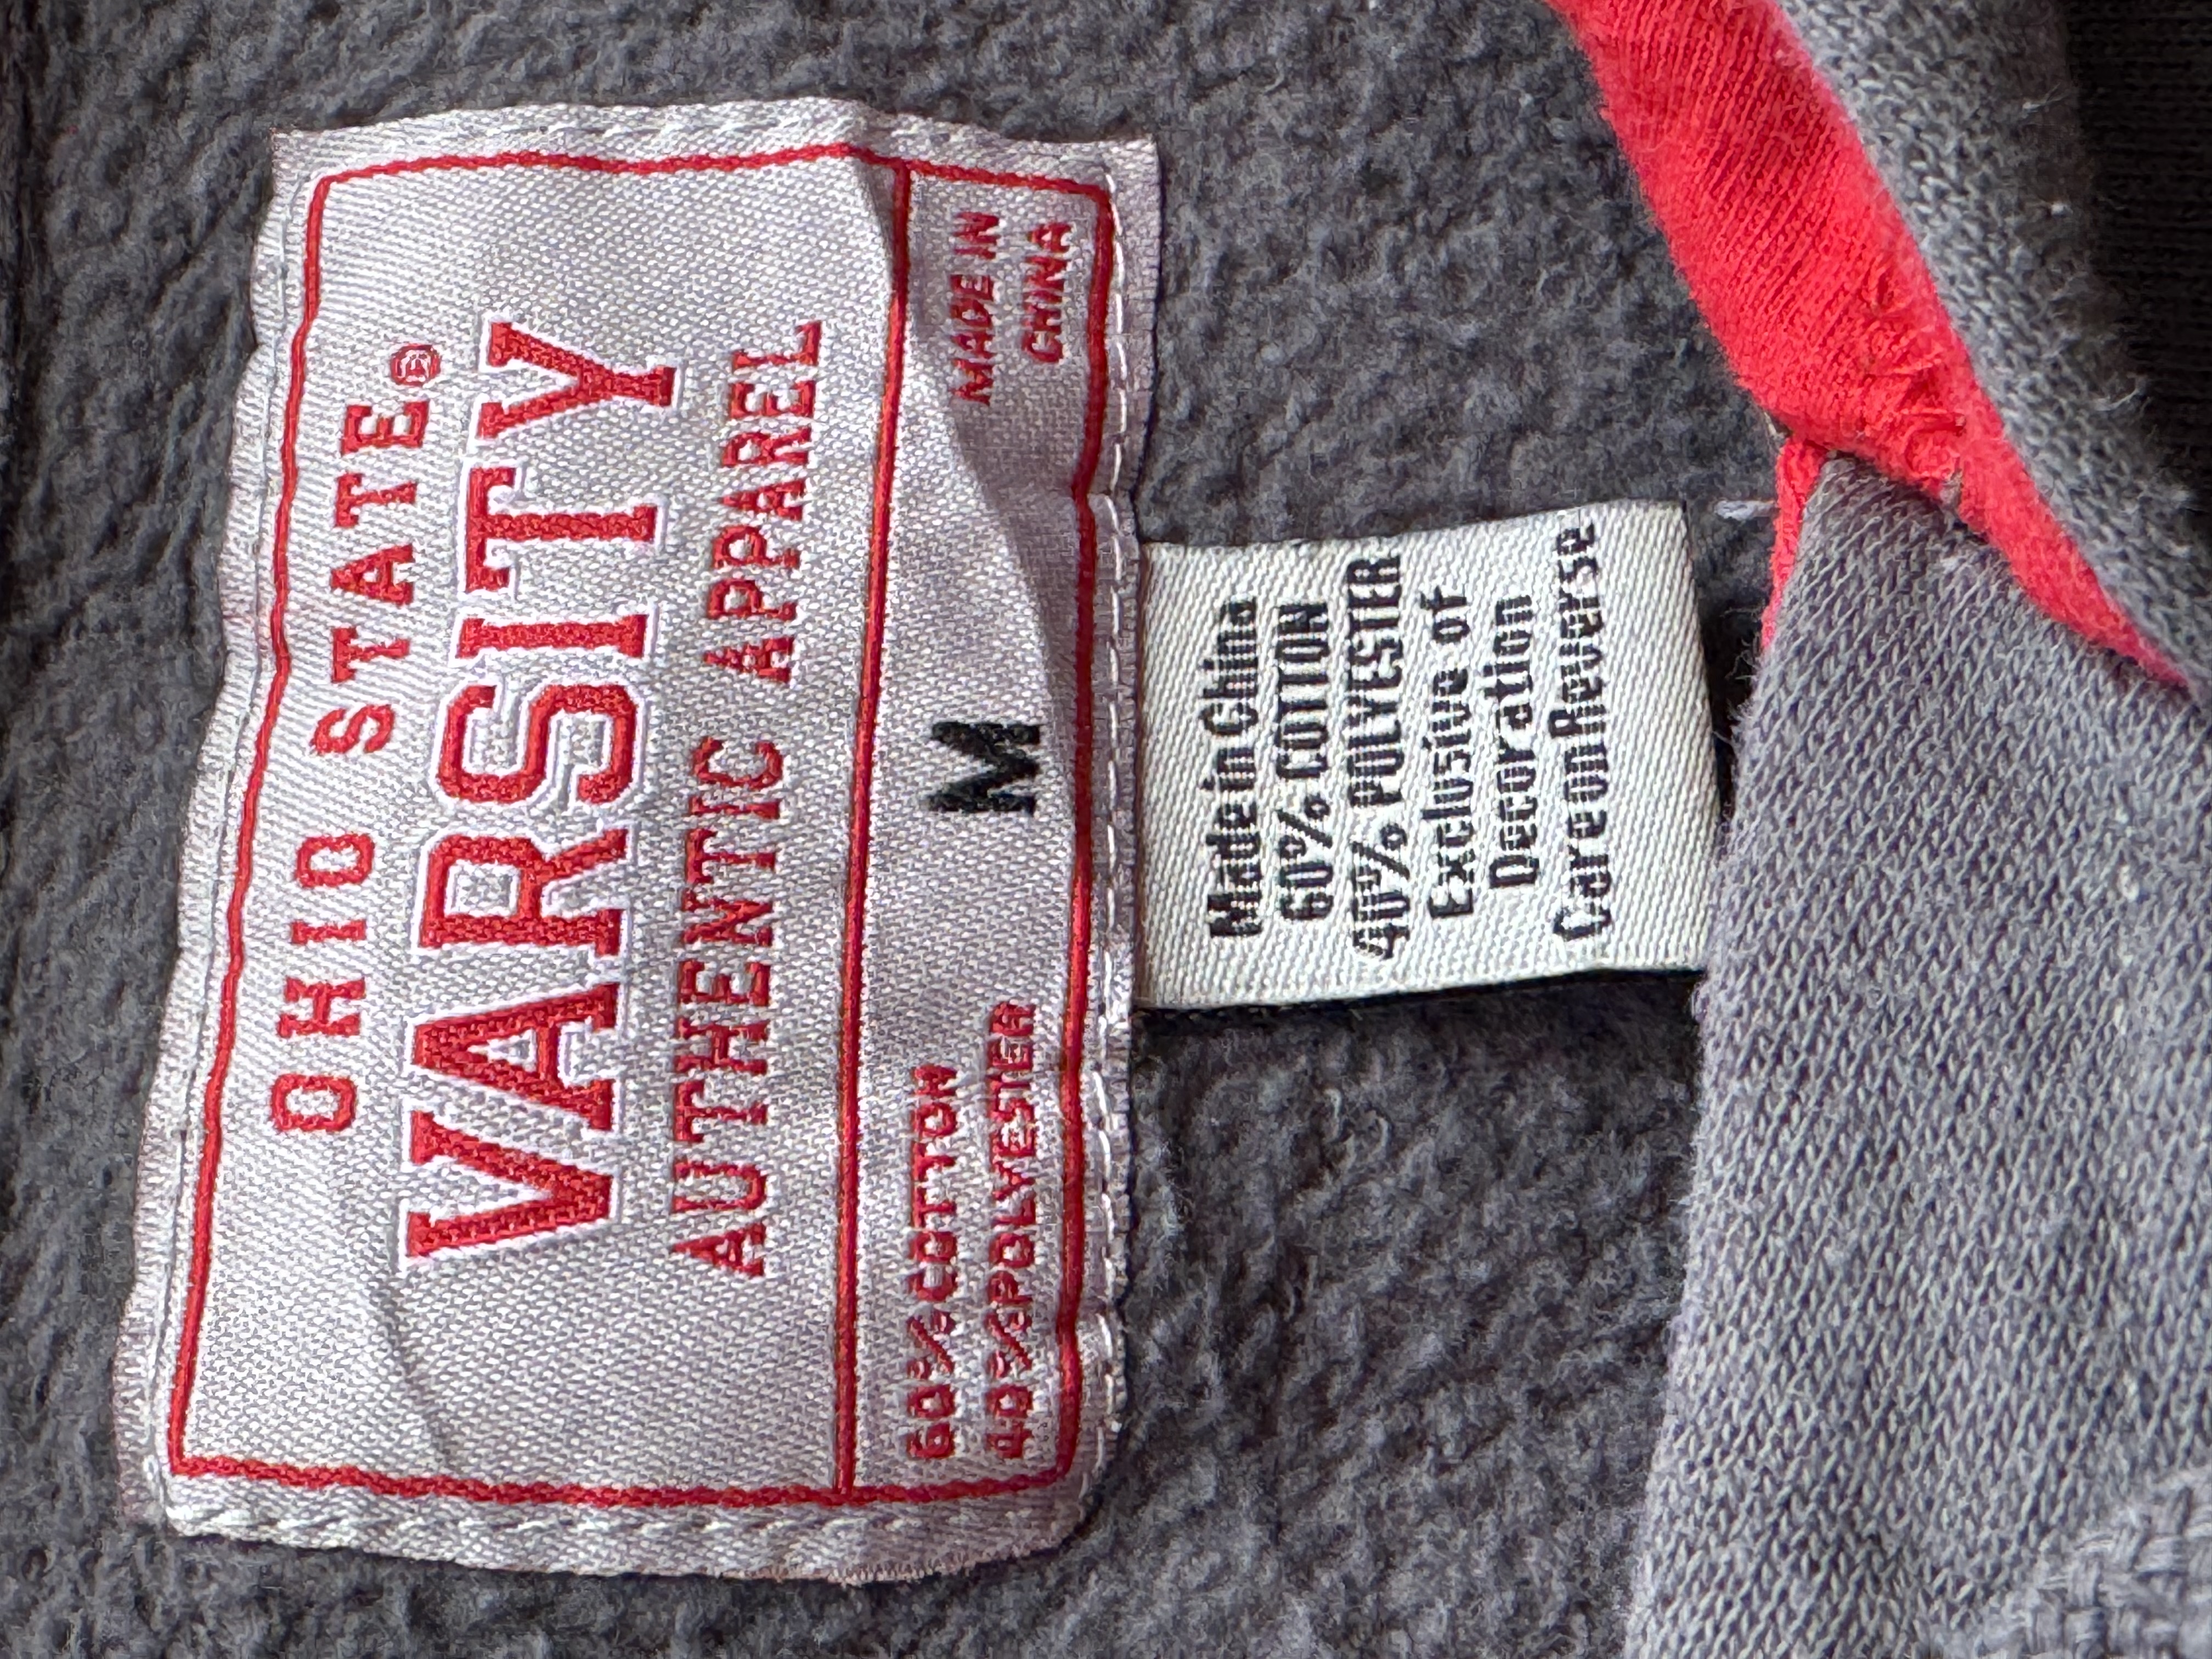 OHIO STATE®
VARSITY
AUTHENTIC APPAREL
60% COTTON
40% POLYESTER
M
MADE IN
CHINA
Made in China
60% COTTON
40% POLYESTER
Exclusive of
Decoration
Care on Reverse